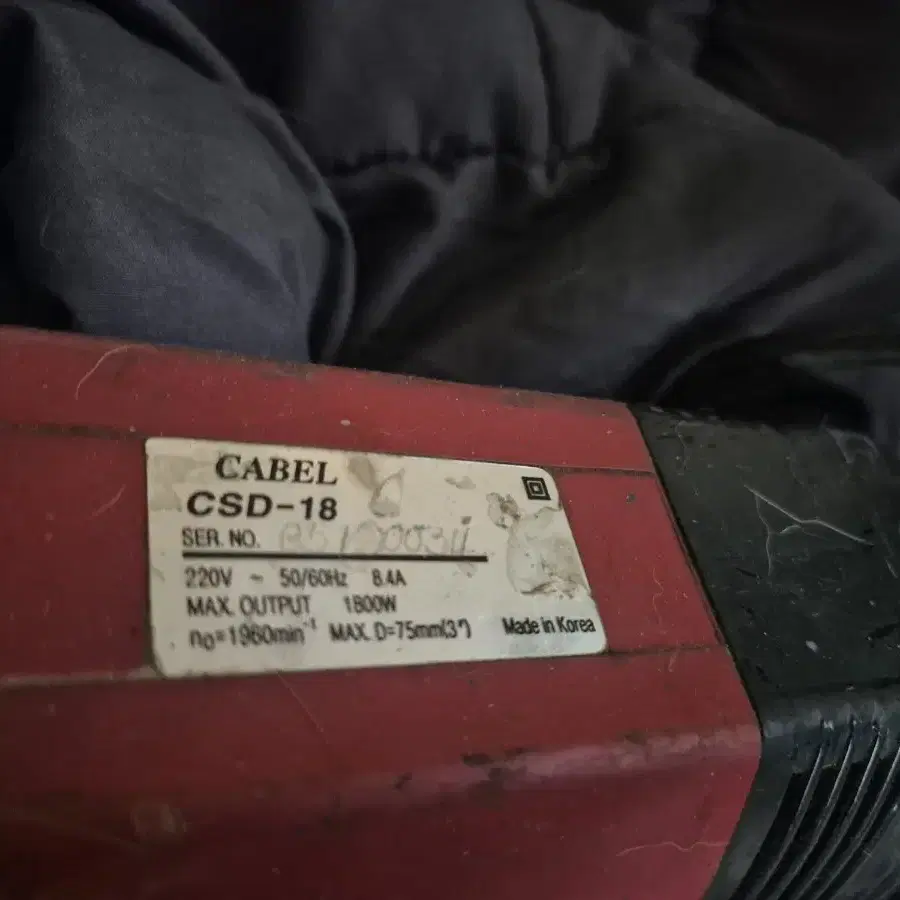 CABEL
CSD-18
SER. NO.
220V ~ 50/60Hz 8.4A
MAX. OUTPUT 1800W
n₀=1960min⁻¹ MAX. D=75mm(3")
Made in Korea